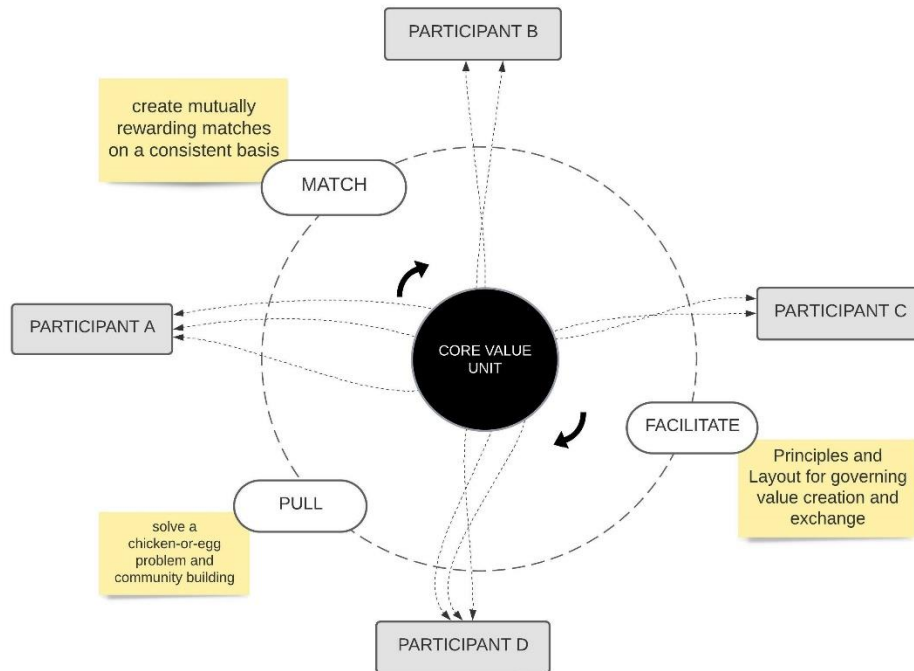 PARTICIPANT B
create mutually
rewarding matches
on a consistent basis
MATCH
PARTICIPANT A
PARTICIPANT C
CORE VALUE
UNIT
FACILITATE
Principles and
Layout for governing
value creation and
exchange
PULL
solve a
chicken-or-egg
problem and
community building
PARTICIPANT D